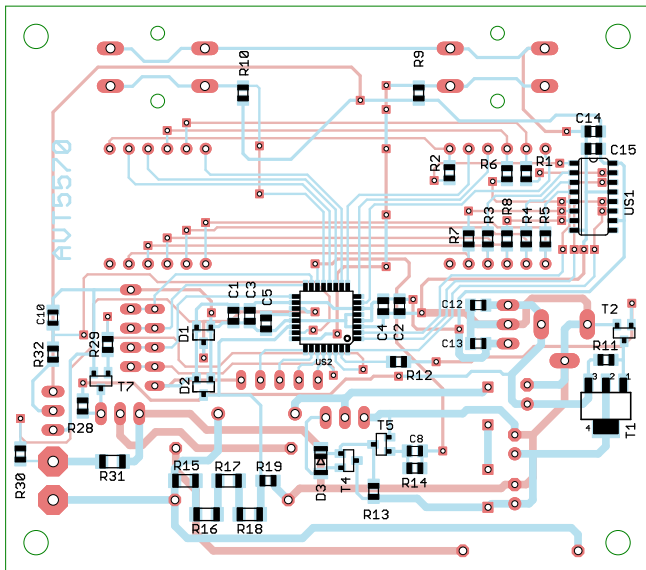 R10
R9
C14
C15
AVT5570
R2
R6
R1
US1
R7
R3
R8
R4
R5
C10
R32
R29
D1
C1
C3
C5
C4
C2
C12
C13
T2
US2
R12
R11
T7
D2
3 2 1
4
T1
R28
R30
R31
R15
R17
R19
R16
R18
D3
T4
T5
C8
R14
R13